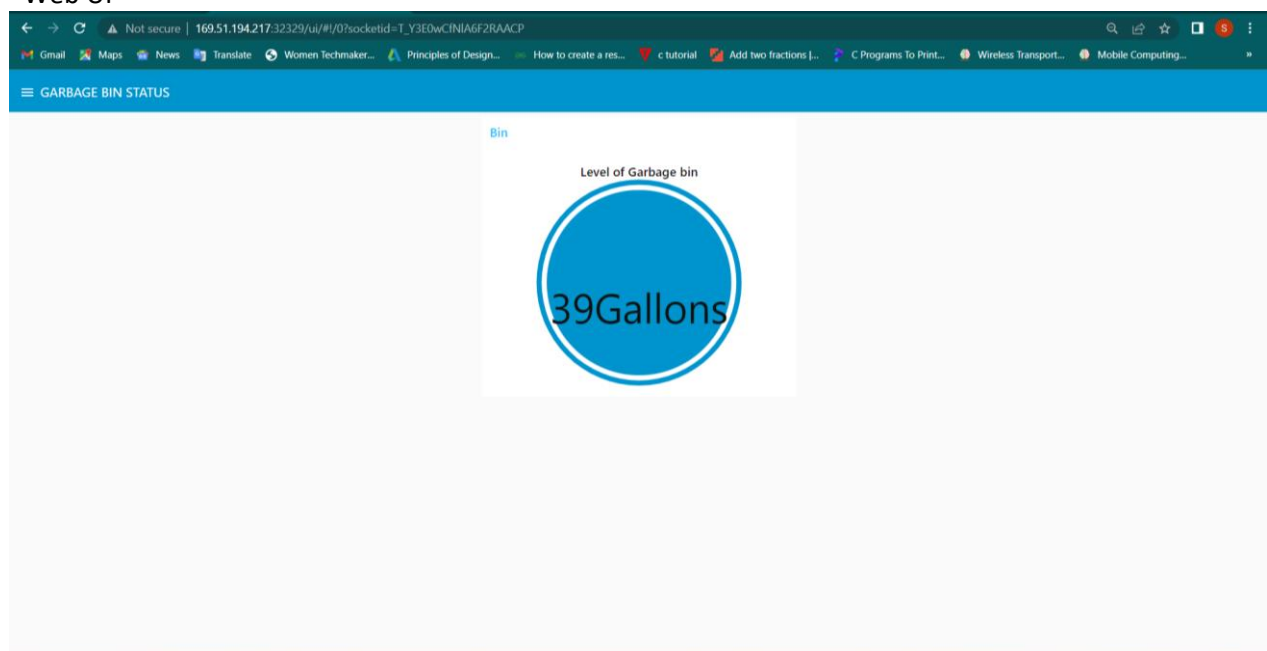 Web UI
Not secure | 169.51.194.217:32329/ui/#!/0?socketid=T_Y3E0wCfNlA6F2RAACP
Gmail Maps News Translate Women Techmaker... Principles of Design... How to create a res... c tutorial Add two fractions |... C Programs To Print... Wireless Transport... Mobile Computing... »
GARBAGE BIN STATUS
Bin
Level of Garbage bin
39Gallons